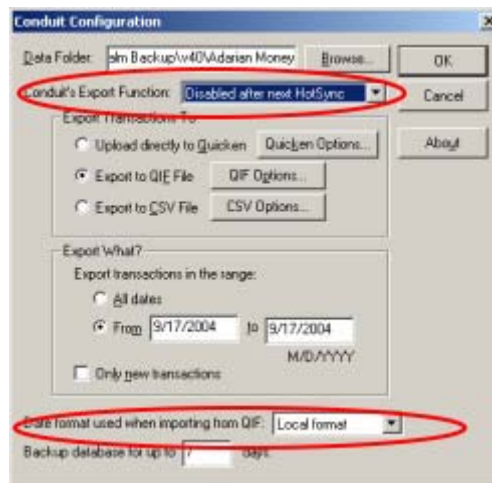 Conduit Configuration
Data Folder: alm Backup\w40\Adarian Money Browse... OK
Conduit's Export Function: Disabled after next HotSync Cancel
Export Transactions To About
Upload directly to Quicken Quicken Options...
Export to QIF File QIF Options...
Export to CSV File CSV Options...
Export What?
Export transactions in the range:
All dates
From 9/17/2004 to 9/17/2004
M/D/YYYY
Only new transactions
Date format used when importing from QIF: Local format
Backup database for up to 7 days.